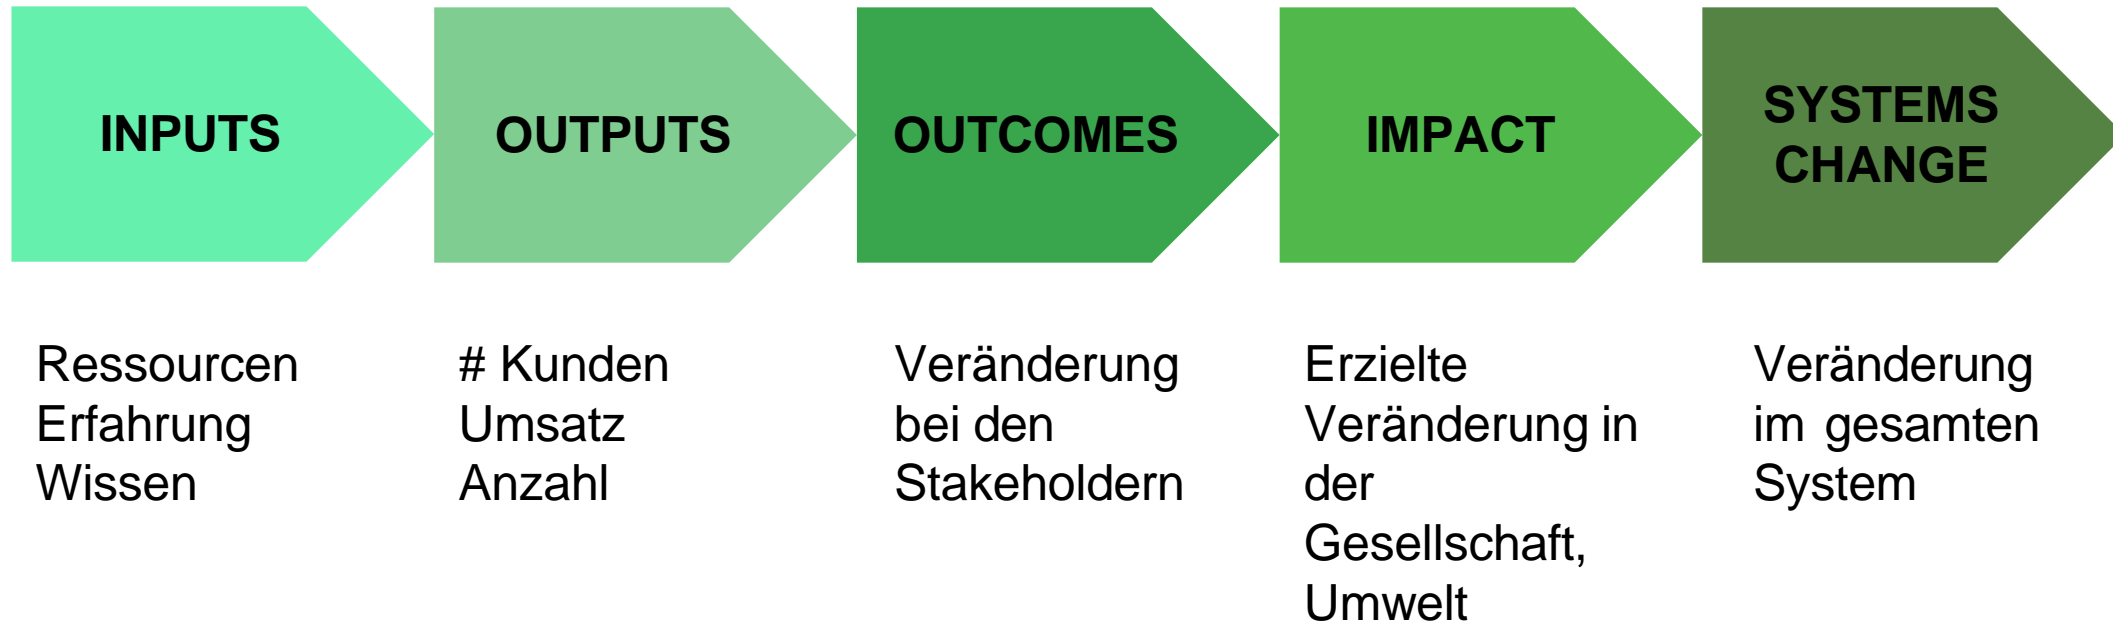 INPUTS
OUTPUTS
OUTCOMES
IMPACT
SYSTEMS
CHANGE
Ressourcen
Erfahrung
Wissen
# Kunden
Umsatz
Anzahl
Veränderung
bei den
Stakeholdern
Erzielte
Veränderung in
der
Gesellschaft,
Umwelt
Veränderung
im gesamten
System